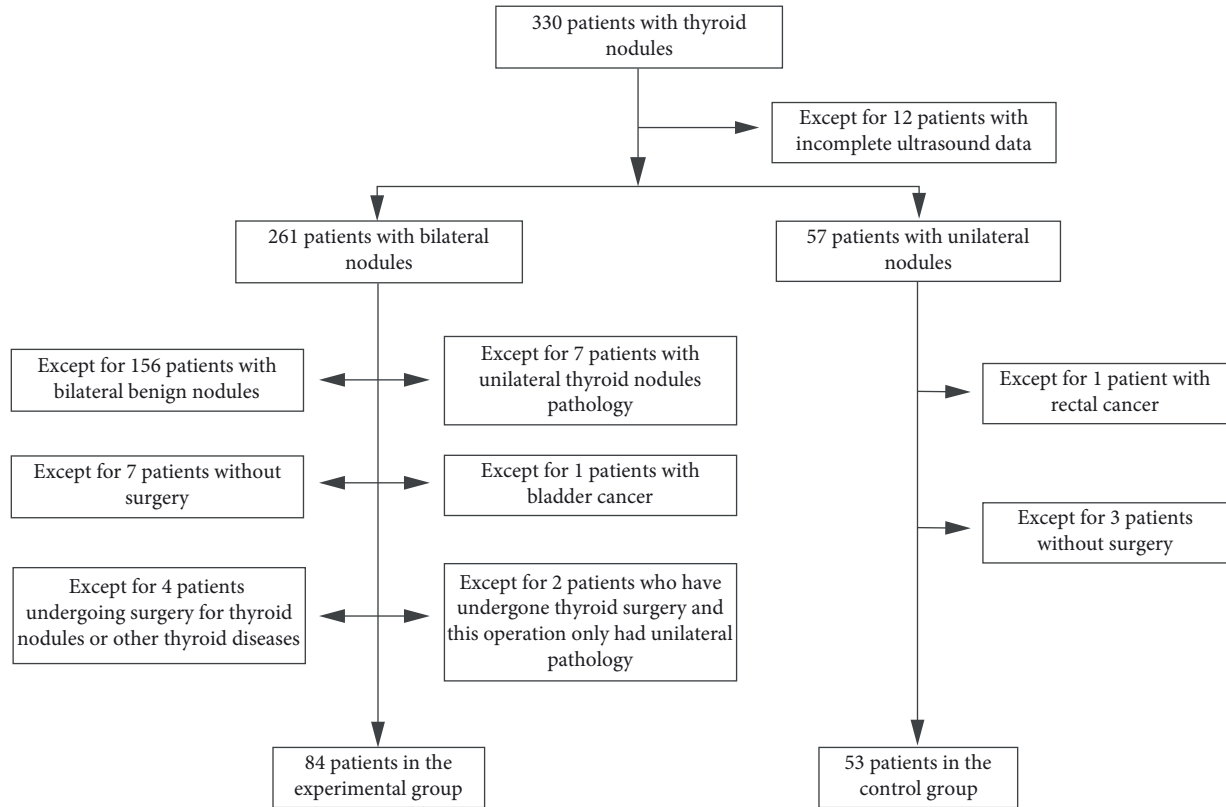 330 patients with thyroid
nodules
Except for 12 patients with
incomplete ultrasound data
261 patients with bilateral
nodules
57 patients with unilateral
nodules
Except for 156 patients with
bilateral benign nodules
Except for 7 patients with
unilateral thyroid nodules
pathology
Except for 1 patient with
rectal cancer
Except for 7 patients without
surgery
Except for 1 patients with
bladder cancer
Except for 3 patients
without surgery
Except for 4 patients
undergoing surgery for thyroid
nodules or other thyroid diseases
Except for 2 patients who have
undergone thyroid surgery and
this operation only had unilateral
pathology
84 patients in the
experimental group
53 patients in the
control group